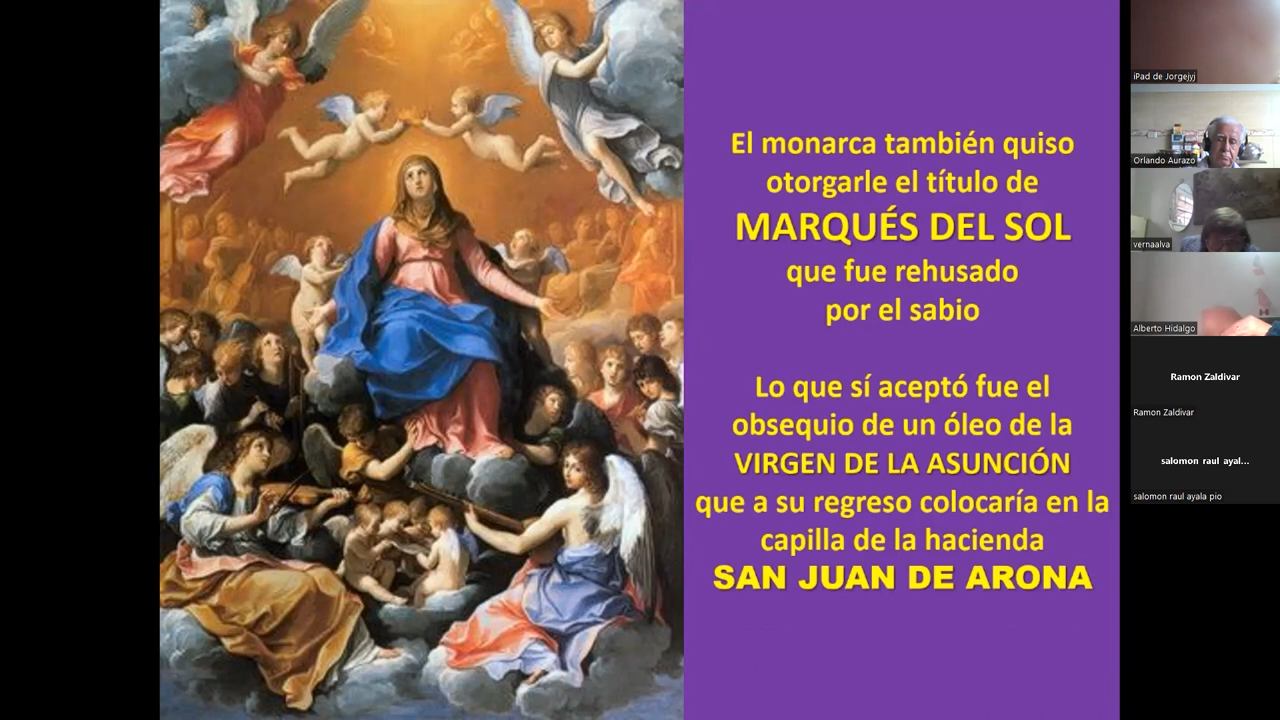 El monarca también quiso
otorgarle el título de
MARQUÉS DEL SOL
que fue rehusado
por el sabio
Lo que sí aceptó fue el
obsequio de un óleo de la
VIRGEN DE LA ASUNCIÓN
que a su regreso colocaría en la
capilla de la hacienda
SAN JUAN DE ARONA
iPad de Jorgejyj
Orlando Aurazo
vernaalva
Alberto Hidalgo
Ramon Zaldivar
Ramon Zaldivar
salomon raul ayal...
salomon raul ayala pio